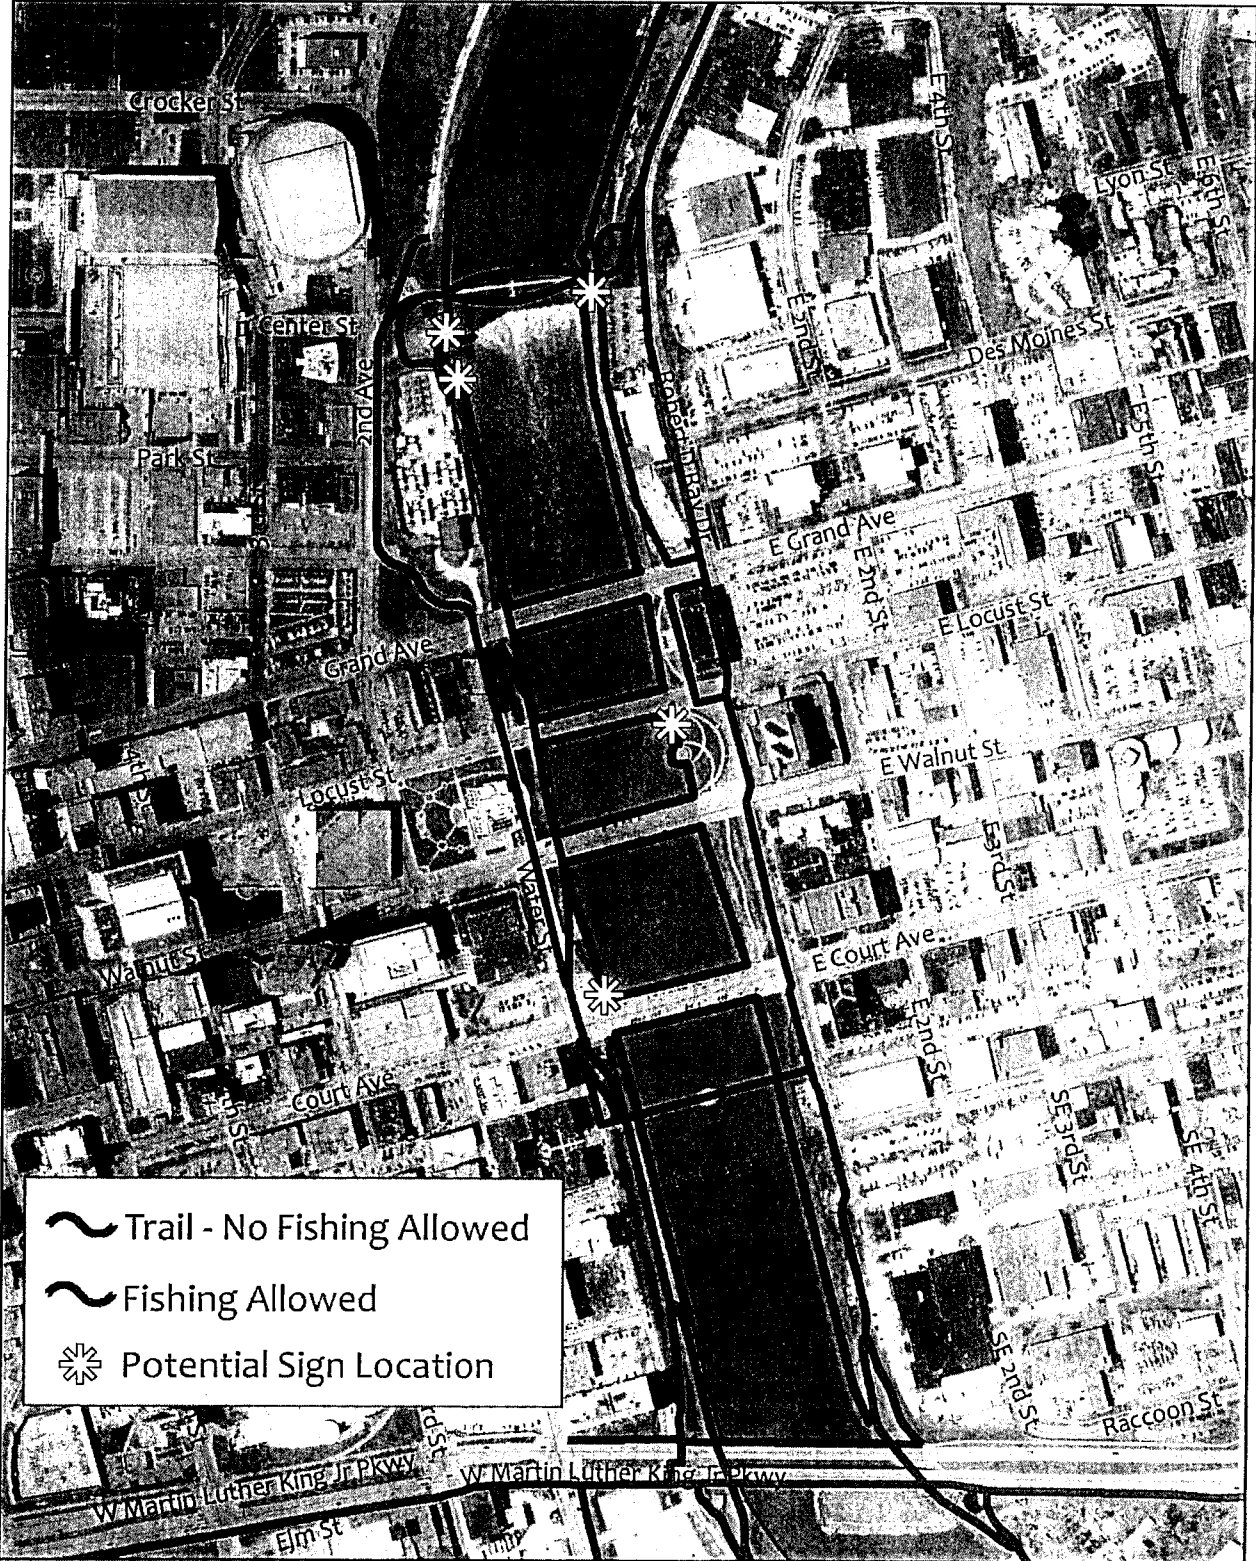 Crocker St
E 4th St
Lyon St
E 6th St
Center St
E 2nd St
Des Moines St
2nd Ave
Robert D Ray Dr
E 5th St
Park St
E Grand Ave
E 2nd St
E Locust St
Grand Ave
E Walnut St
Locust St
E 3rd St
Water St
E Court Ave
Walnut St
E 2nd St
Court Ave
SE 3rd St
SE 4th St
Trail - No Fishing Allowed
Fishing Allowed
Potential Sign Location
SE 2nd St
Raccoon St
3rd St
W Martin Luther King Jr Pkwy
W Martin Luther King Jr Pkwy
Elm St